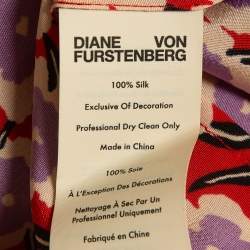 DIANE VON
FURSTENBERG
100% Silk
Exclusive Of Decoration
Professional Dry Clean Only
Made in China
100% Soie
À L'Exception Des Décorations
Nettoyage À Sec Par Un
Professionnel Uniquement
Fabriqué en Chine